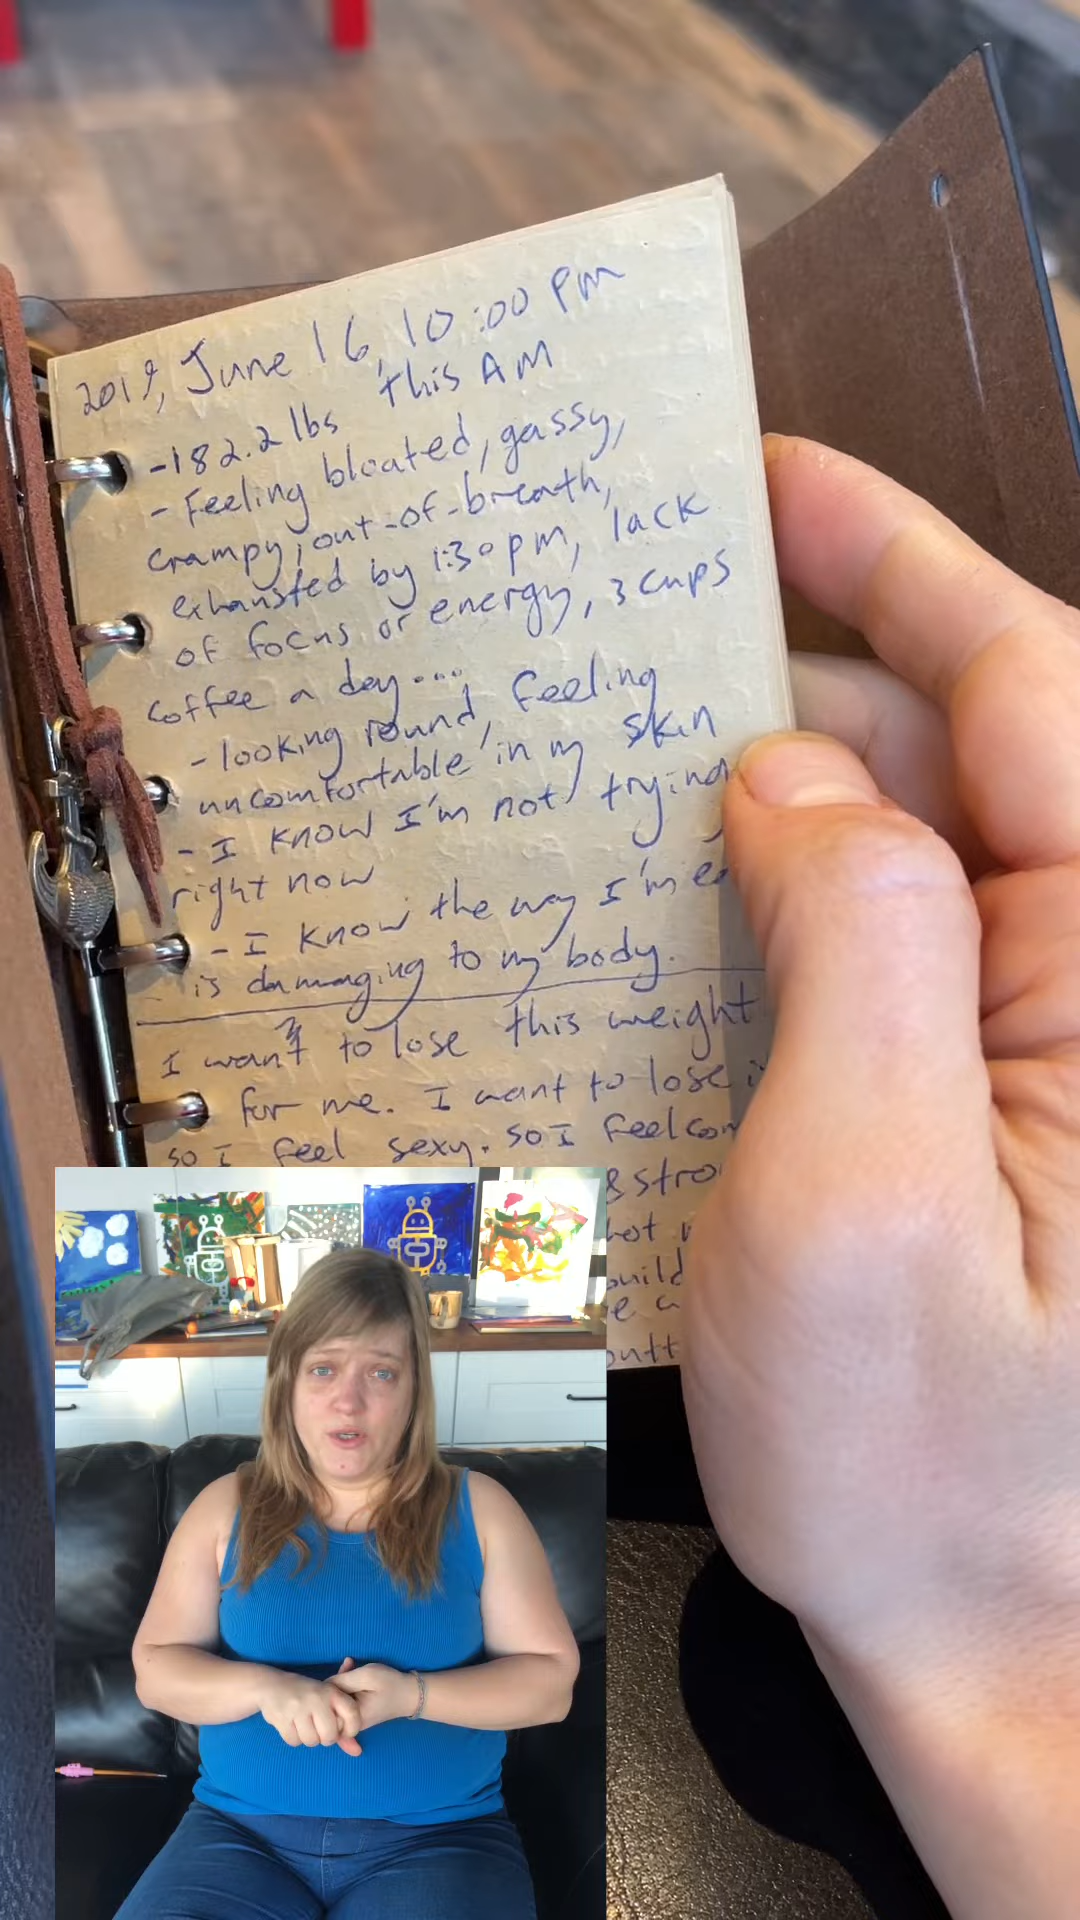 2019, June 16, 10:00 pm
-182.2 lbs this AM
- Feeling bloated, gassy,
crampy, out-of-breath,
exhausted by 1:30pm, lack
of focus or energy, 3 cups
coffee a day....
- looking round, feeling
uncomfortable in my skin
- I know I'm not trying
right now
- I know the way I'm
is damaging to my body.
I want to lose this weight
for me. I want to lose
so I feel sexy. so I feel
&